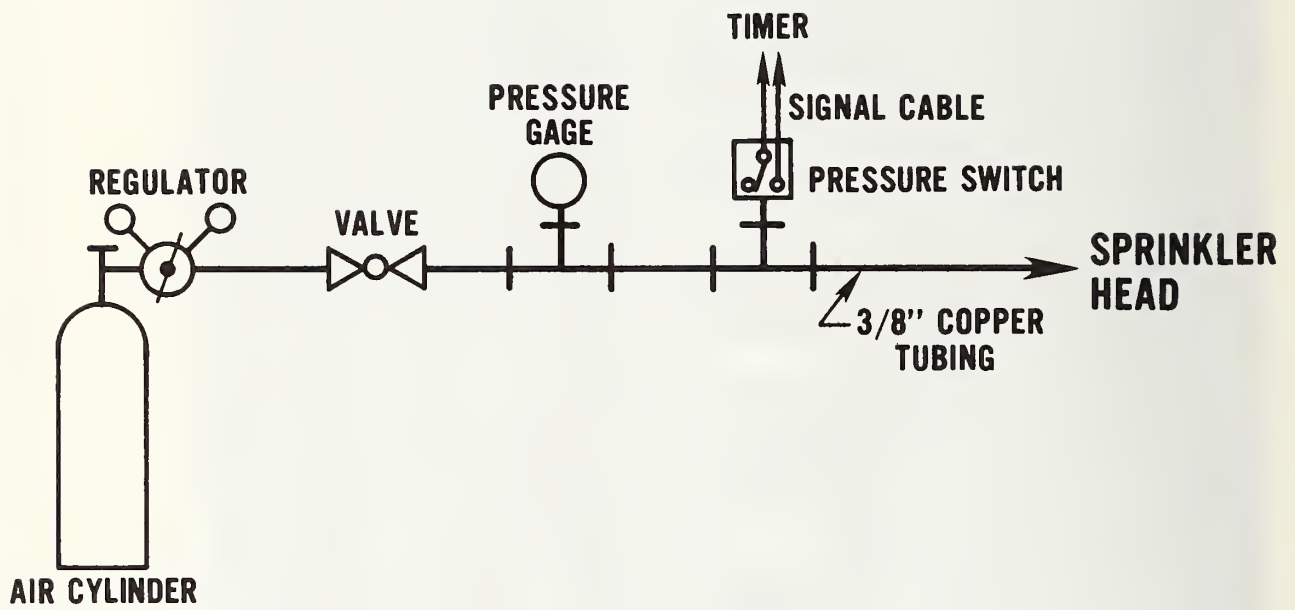 TIMER
PRESSURE
GAGE
SIGNAL CABLE
REGULATOR
PRESSURE SWITCH
VALVE
SPRINKLER
HEAD
3/8'' COPPER
TUBING
AIR CYLINDER